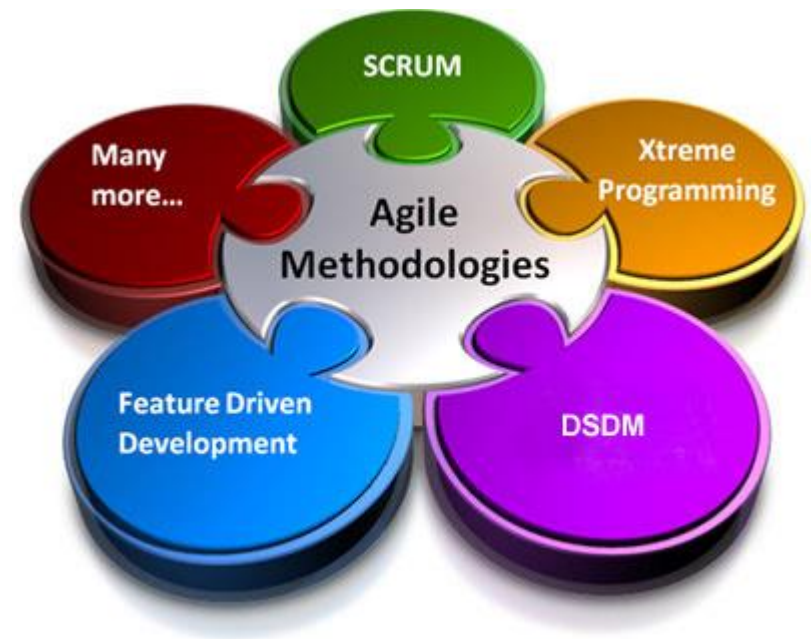 SCRUM
Many
more...
Xtreme
Programming
Agile
Methodologies
Feature Driven
Development
DSDM